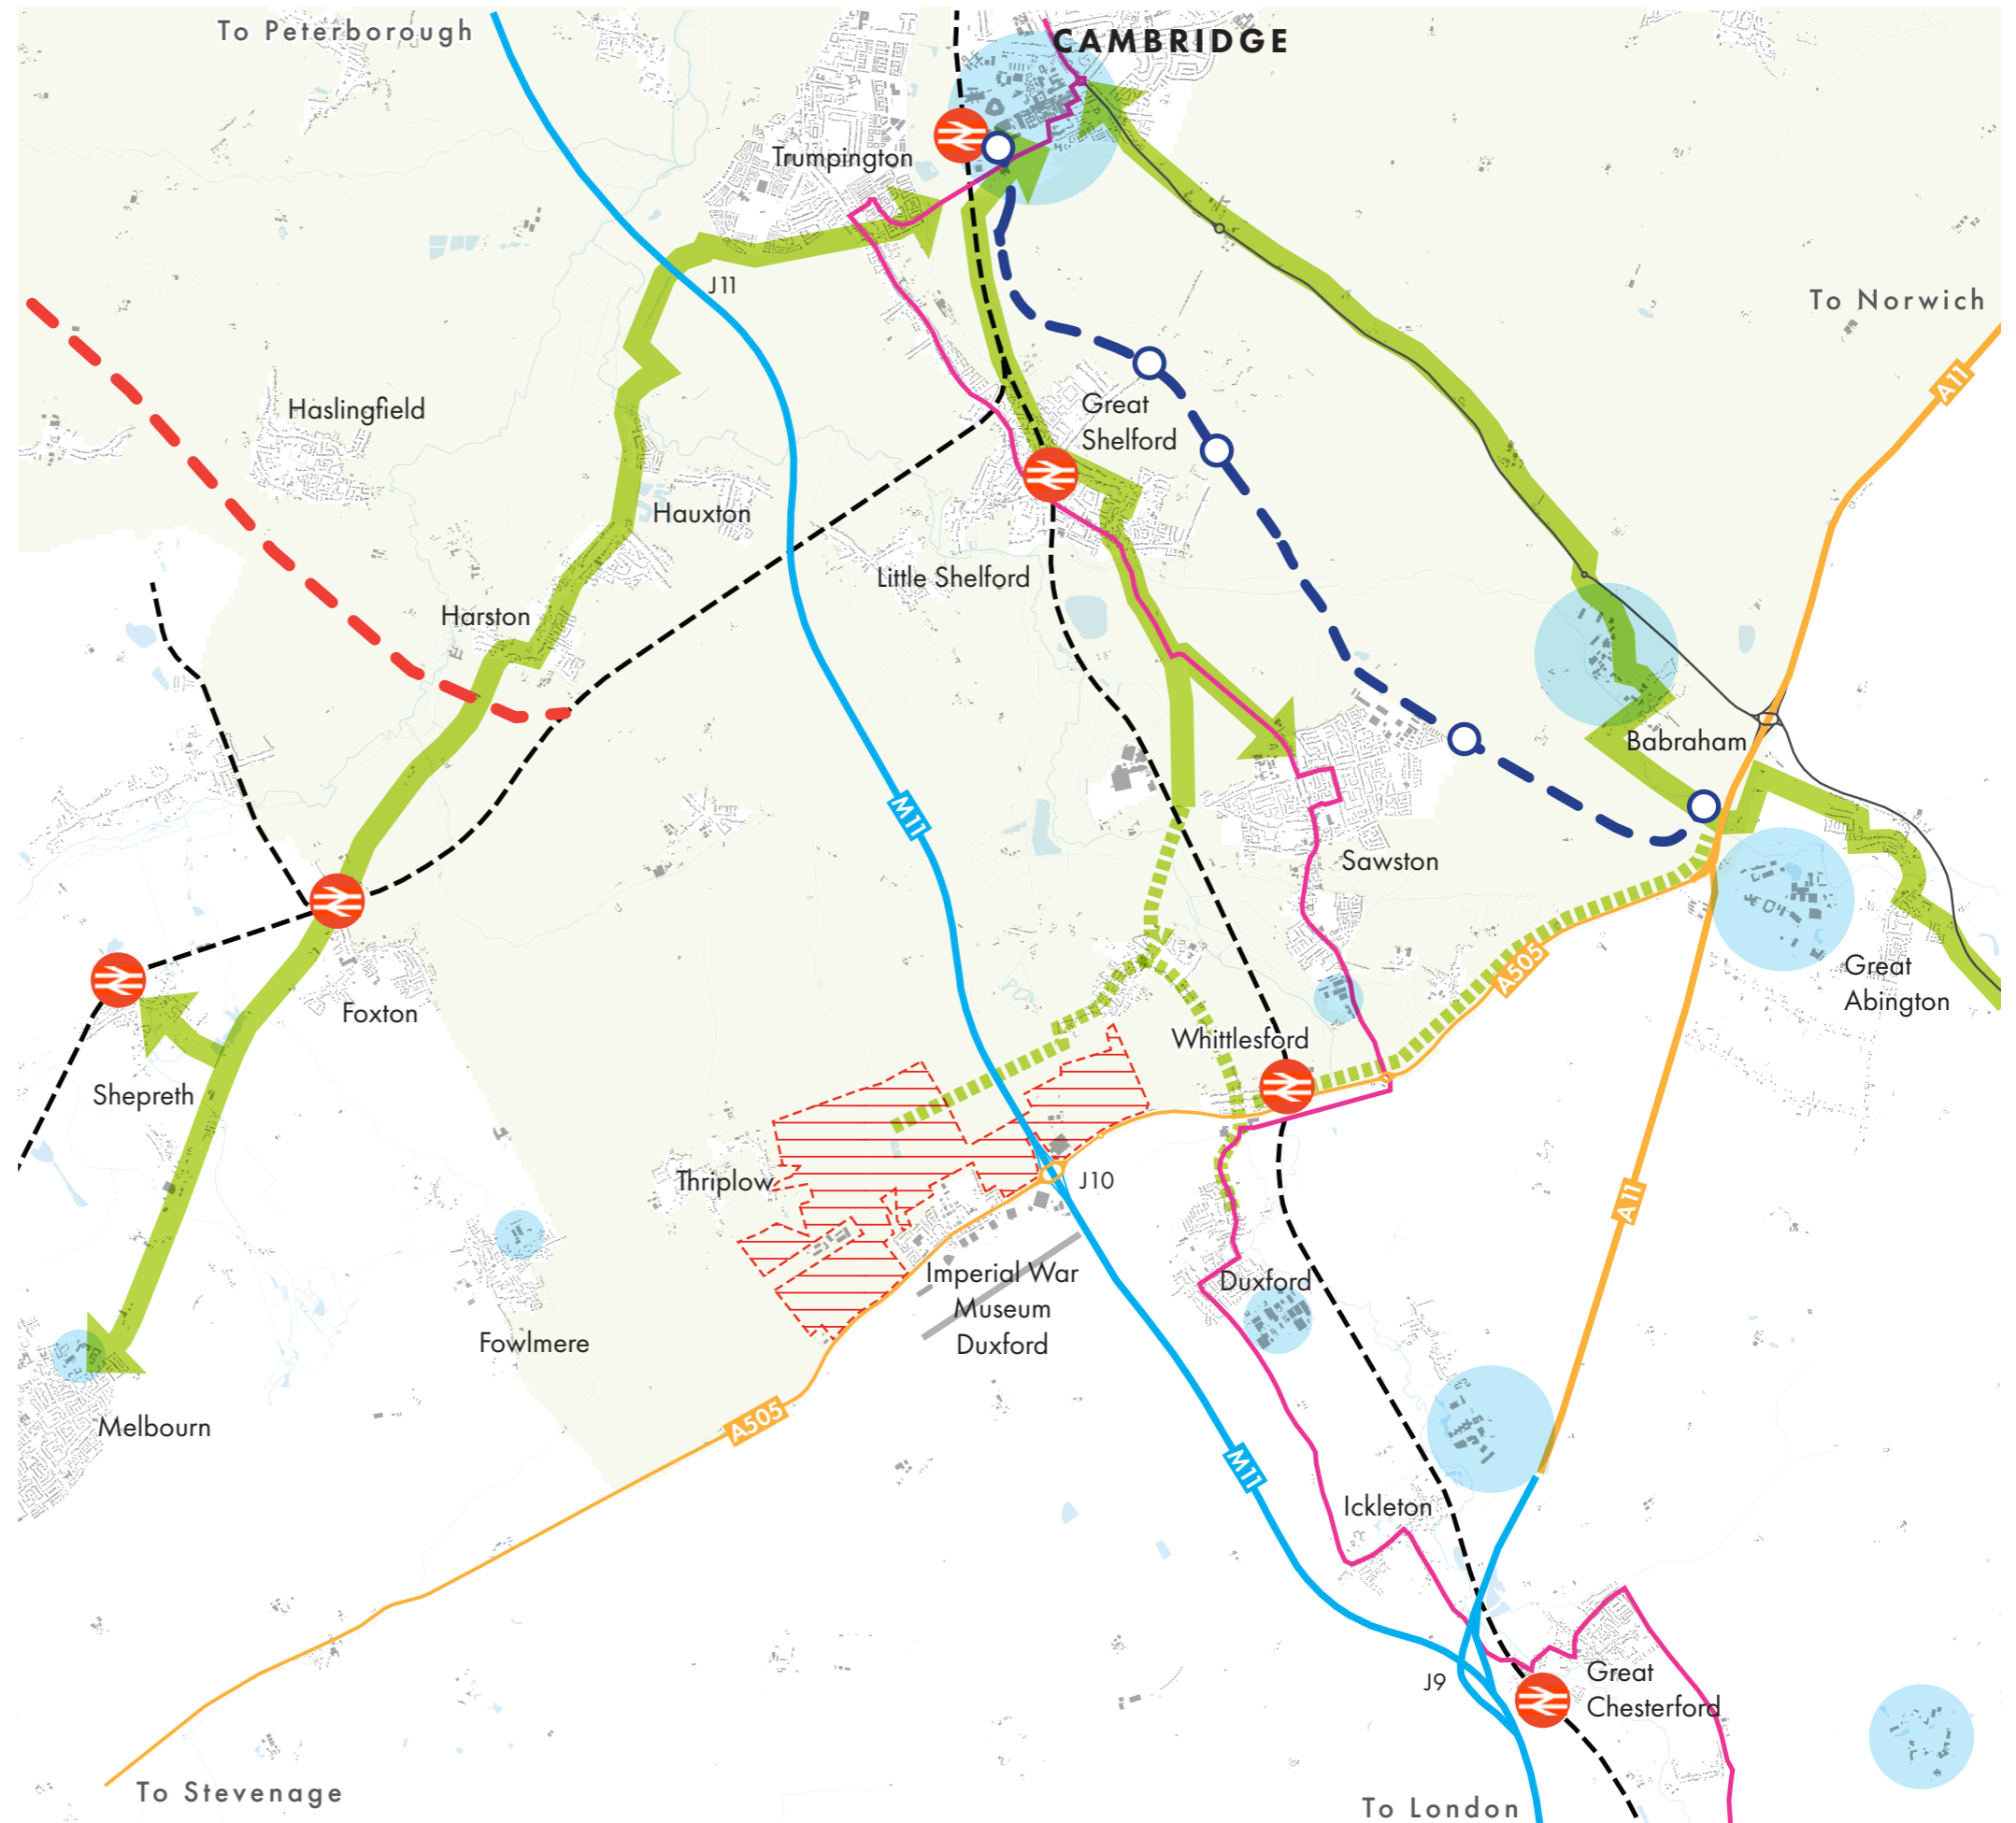 To Peterborough
CAMBRIDGE
Trumpington
J11
To Norwich
A11
Haslingfield
Great
Shelford
Hauxton
Little Shelford
Harston
Babraham
M11
Sawston
A505
Great
Abington
Foxton
Whittlesford
Shepreth
Thriplow
J10
A11
Imperial War
Museum
Duxford
Duxford
Fowlmere
A505
Melbourn
M11
Ickleton
J9
Great
Chesterford
To Stevenage
To London